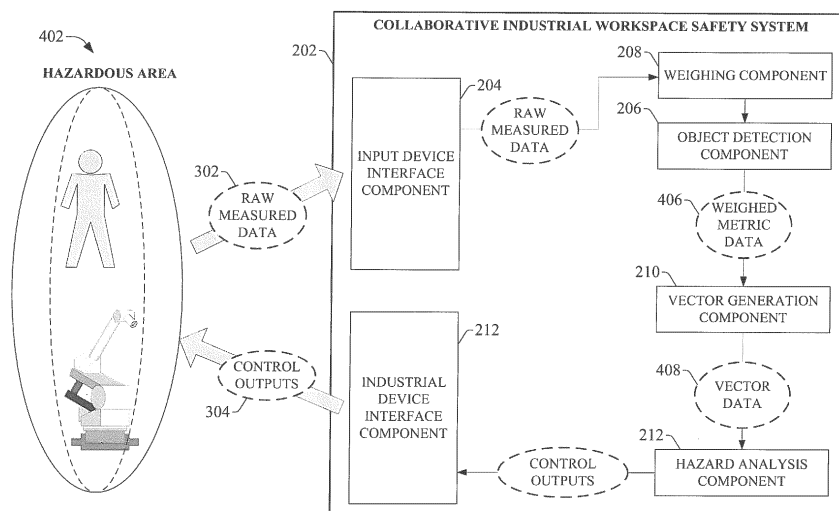 COLLABORATIVE INDUSTRIAL WORKSPACE SAFETY SYSTEM
402
HAZARDOUS AREA
202
204
INPUT DEVICE
INTERFACE
COMPONENT
302
RAW
MEASURED
DATA
RAW
MEASURED
DATA
208
WEIGHING COMPONENT
206
OBJECT DETECTION
COMPONENT
406
WEIGHED
METRIC
DATA
210
VECTOR GENERATION
COMPONENT
408
VECTOR
DATA
212
HAZARD ANALYSIS
COMPONENT
CONTROL
OUTPUTS
212
INDUSTRIAL
DEVICE
INTERFACE
COMPONENT
CONTROL
OUTPUTS
304